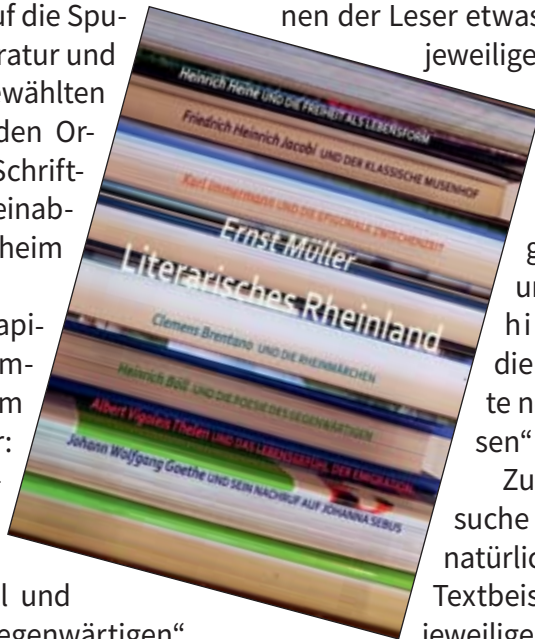 uf die Spu-
ratur und
ewählten
den Or-
Schrift-
einab-
heim
api-
m-
m
r:
l und
egenwärtigen“
Heinrich Heine UND DIE FREIHEIT ALS LEBENSFORM
Friedrich Heinrich Jacobi UND DER KLASSISCHE MUSENHOF
Karl Immermann UND DIE EPIGONALE ZWISCHENZEIT
Ernst Müller
Literarisches Rheinland
Clemens Brentano UND DIE RHEINMÄRCHEN
Heinrich Böll UND DIE POESIE DES GEGENWÄRTIGEN
Albert Vigoleis Thelen UND DAS LEBENSGEFÜHL DER EMIGRATION
Johann Wolfgang Goethe UND SEIN NACHRUF AUF JOHANNA SEBUS
nen der Leser etwas
jeweilige
g
hi
die
te n
sen“
Zu
suche
natürlic
Textbeis
jeweilige